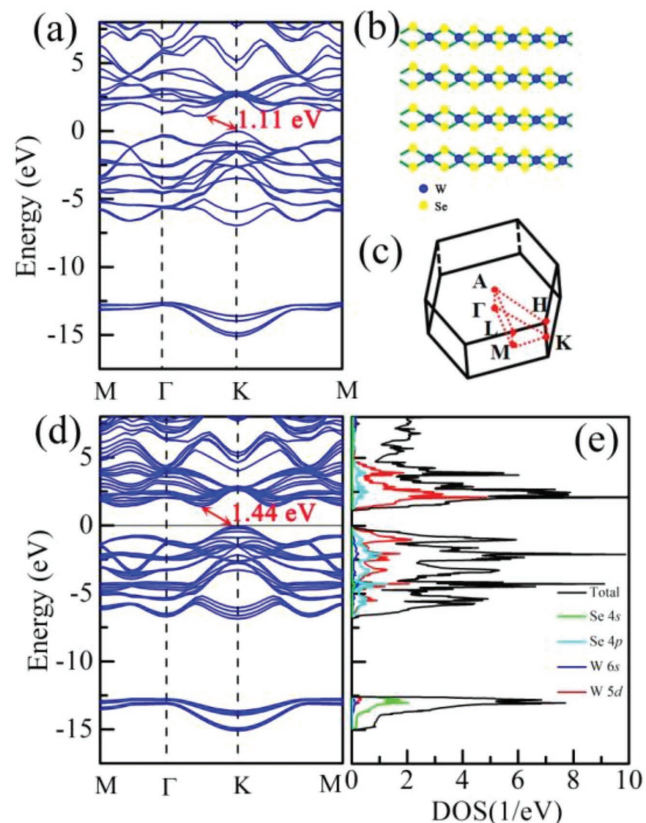 (a)
Energy (eV)
5
0
-5
-10
-15
1.11 eV
M Γ K M
(b)
W
Se
(c)
A
Γ
H
L
K
M
(d)
Energy (eV)
5
0
-5
-10
-15
1.44 eV
M Γ K M
(e)
Total
Se 4s
Se 4p
W 6s
W 5d
0 2 4 6 8 10
DOS(1/eV)